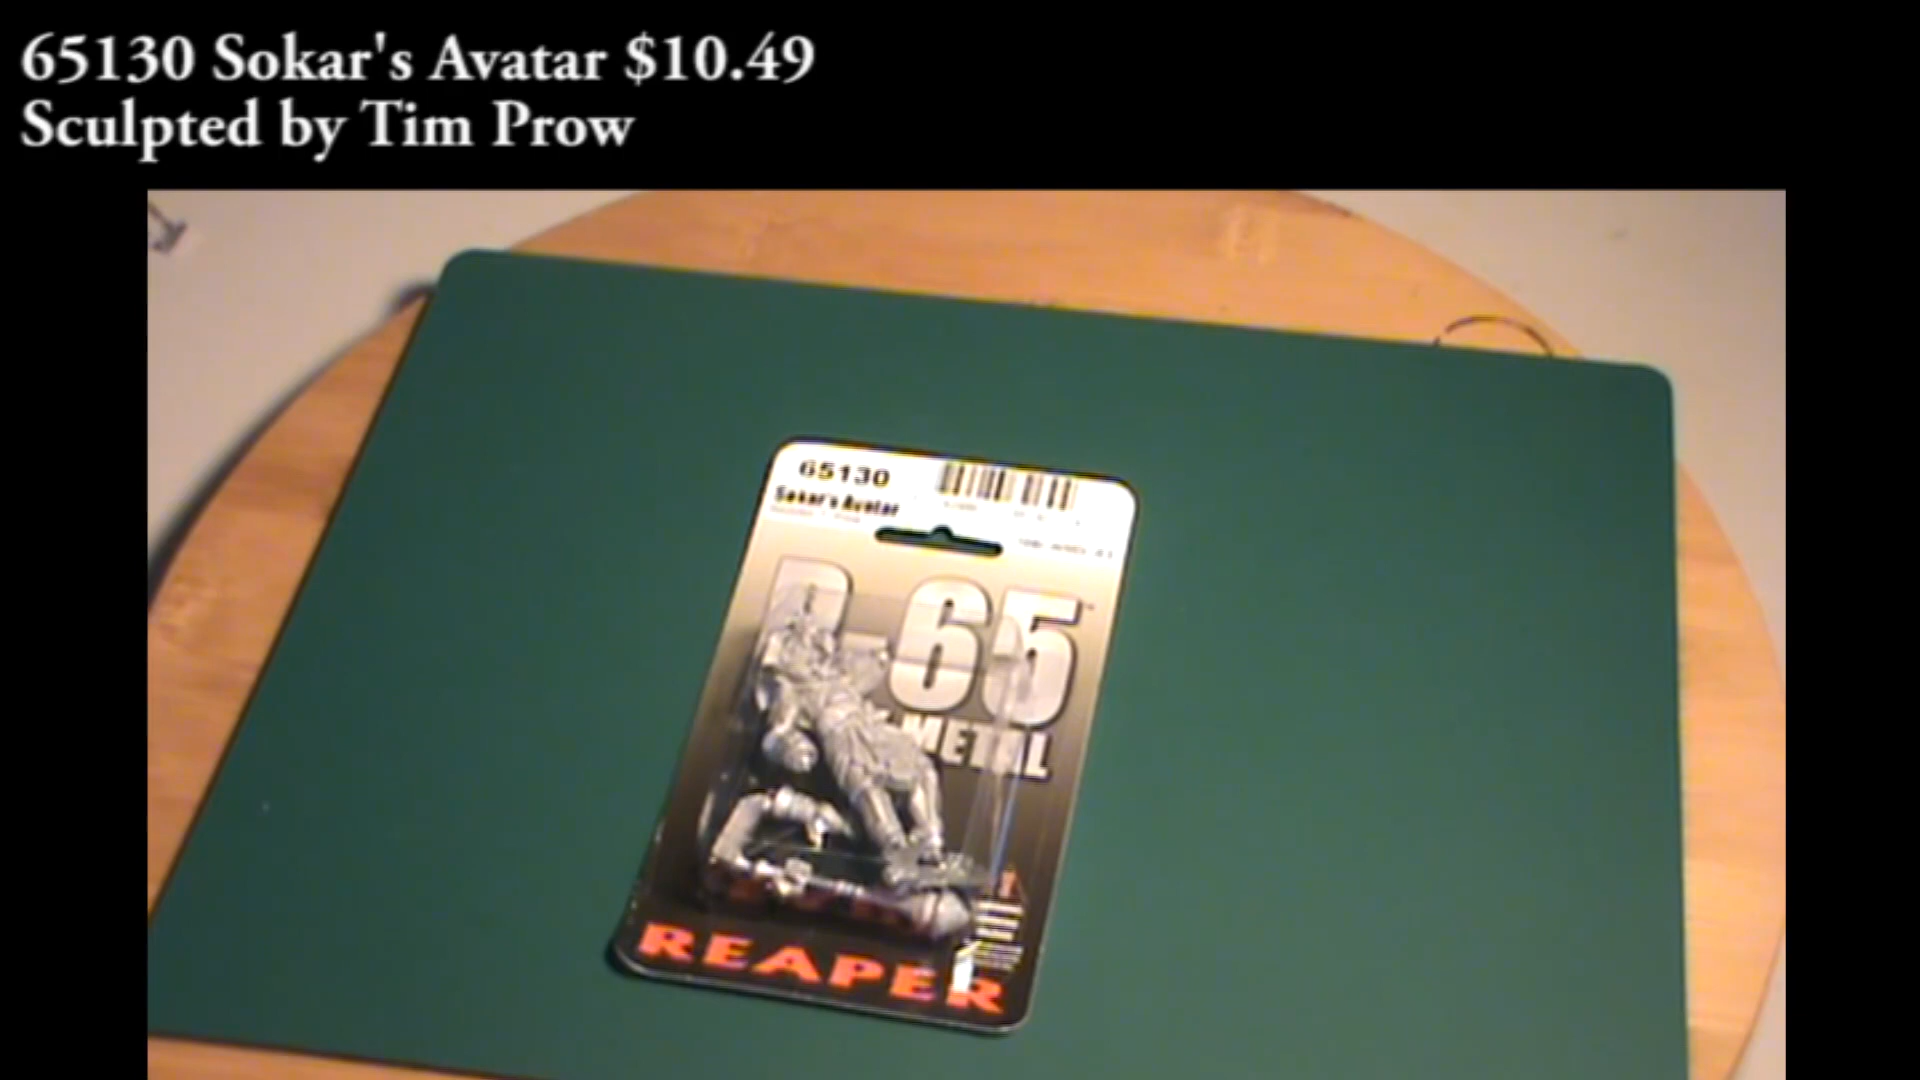 65130 Sokar's Avatar $10.49
Sculpted by Tim Prow
65130
Sokar's Avatar
R-65
METAL
REAPER